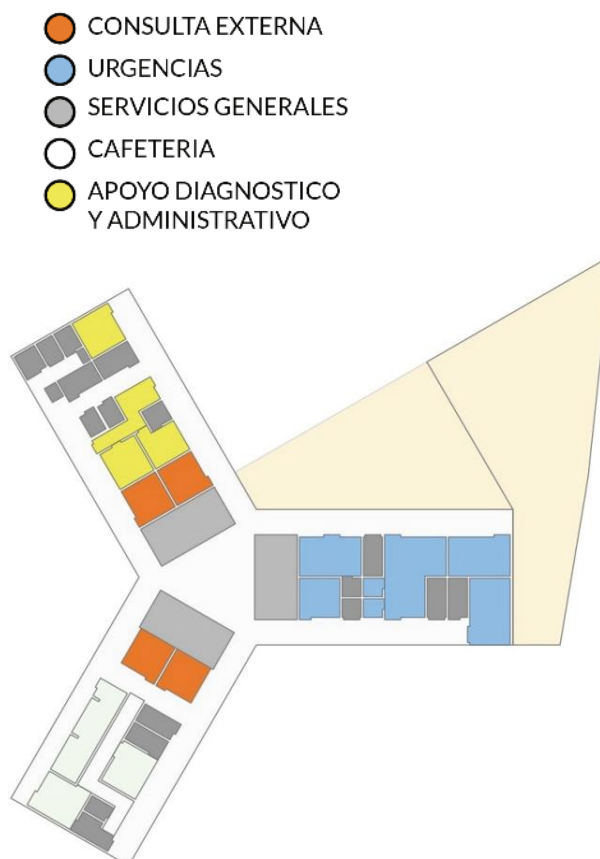 CONSULTA EXTERNA
URGENCIAS
SERVICIOS GENERALES
CAFETERIA
APOYO DIAGNOSTICO
Y ADMINISTRATIVO